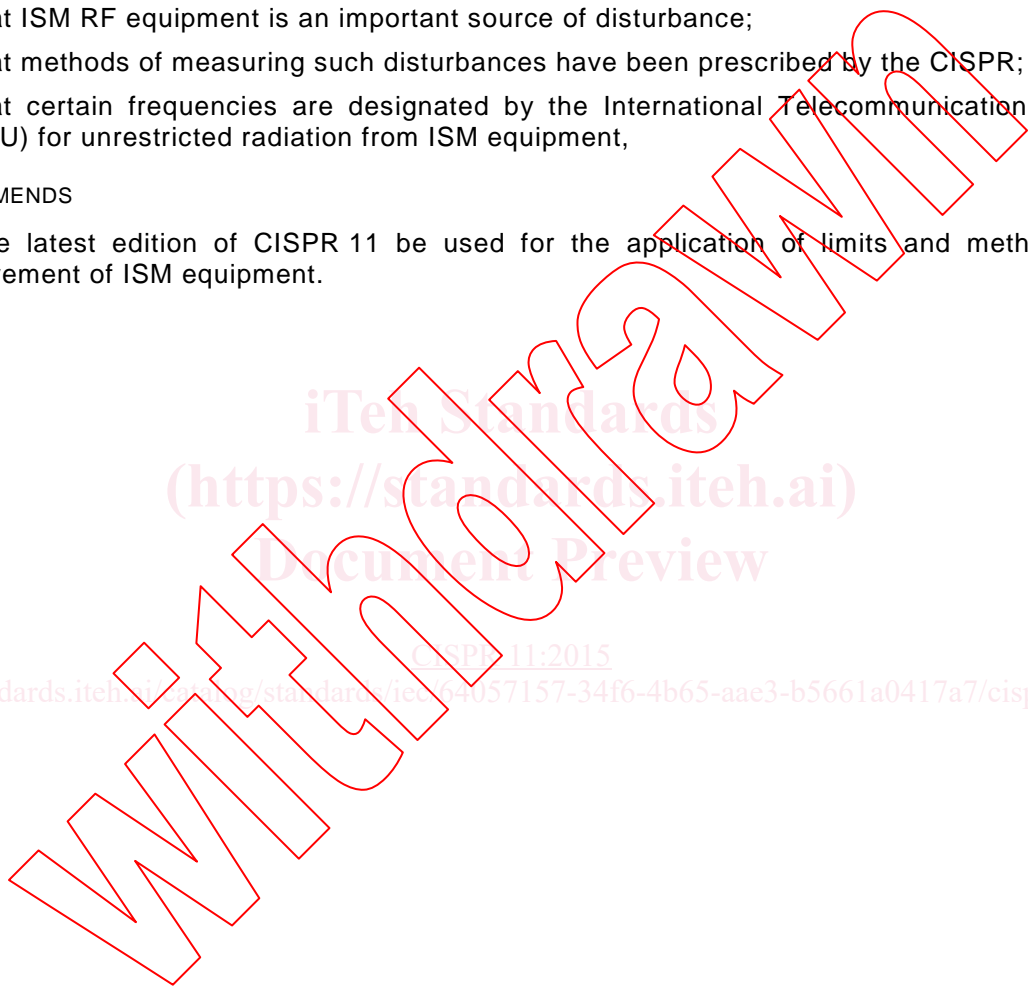 at ISM RF equipment is an important source of disturbance;
at methods of measuring such disturbances have been prescribed by the CISPR;
at certain frequencies are designated by the International Telecommunication
U) for unrestricted radiation from ISM equipment,
MENDS
e latest edition of CISPR 11 be used for the application of limits and meth
rement of ISM equipment.
iTeh Standards
(https://standards.iteh.ai)
Document Preview
CISPR 11:2015
dards.iteh.ai/catalog/standards/iec/64057157-34f6-4b65-aae3-b5661a0417a7/cisp
withdrawn